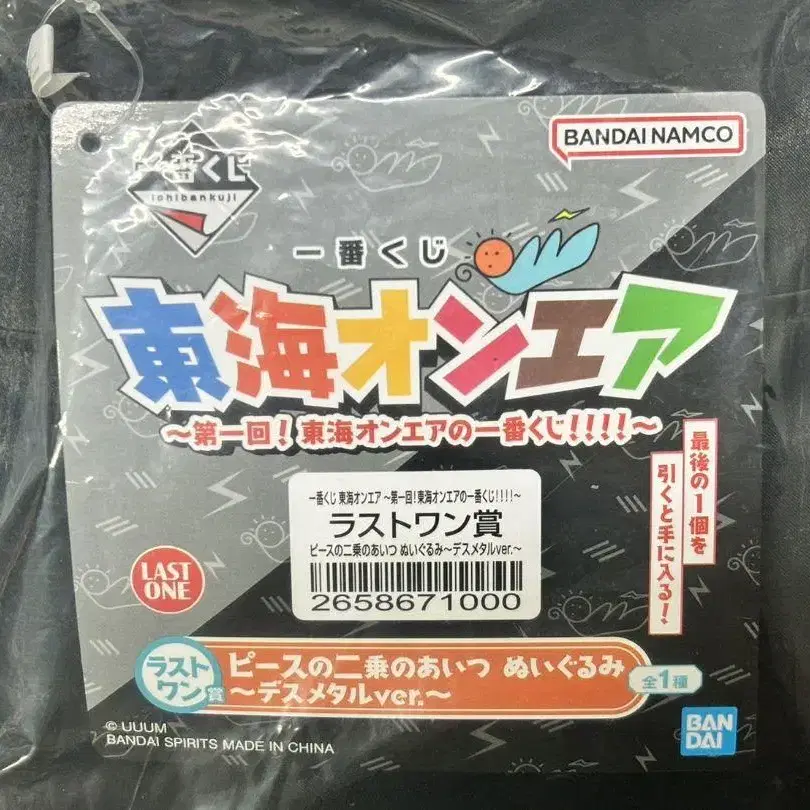 一番くじ
ichibankuji
BANDAI NAMCO
一番くじ
東海オンエア
～第一回！東海オンエアの一番くじ！！！！～
最後の1個を
引くと手に入る！
一番くじ 東海オンエア ～第一回！東海オンエアの一番くじ！！！！～
ラストワン賞
ピースの二乗のあいつ ぬいぐるみ～デスメタルver.～
2658671000
LAST
ONE
ラスト
ワン賞
ピースの二乗のあいつ ぬいぐるみ
～デスメタルver.～
全1種
© UUUM
BANDAI SPIRITS MADE IN CHINA
BAN
DAI